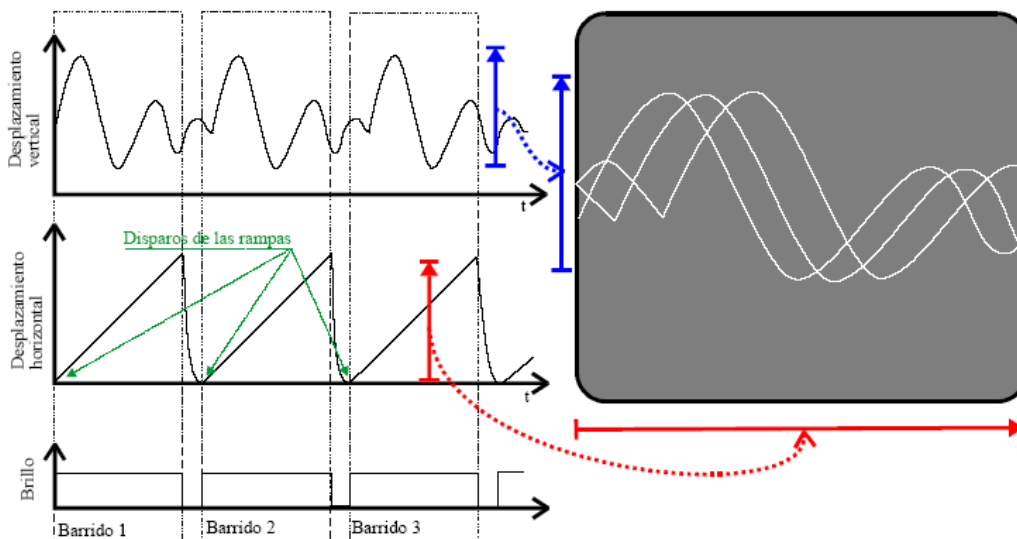 Desplazamiento
vertical
t
Disparos de las rampas
Desplazamiento
horizontal
t
Brillo
Barrido 1
Barrido 2
Barrido 3